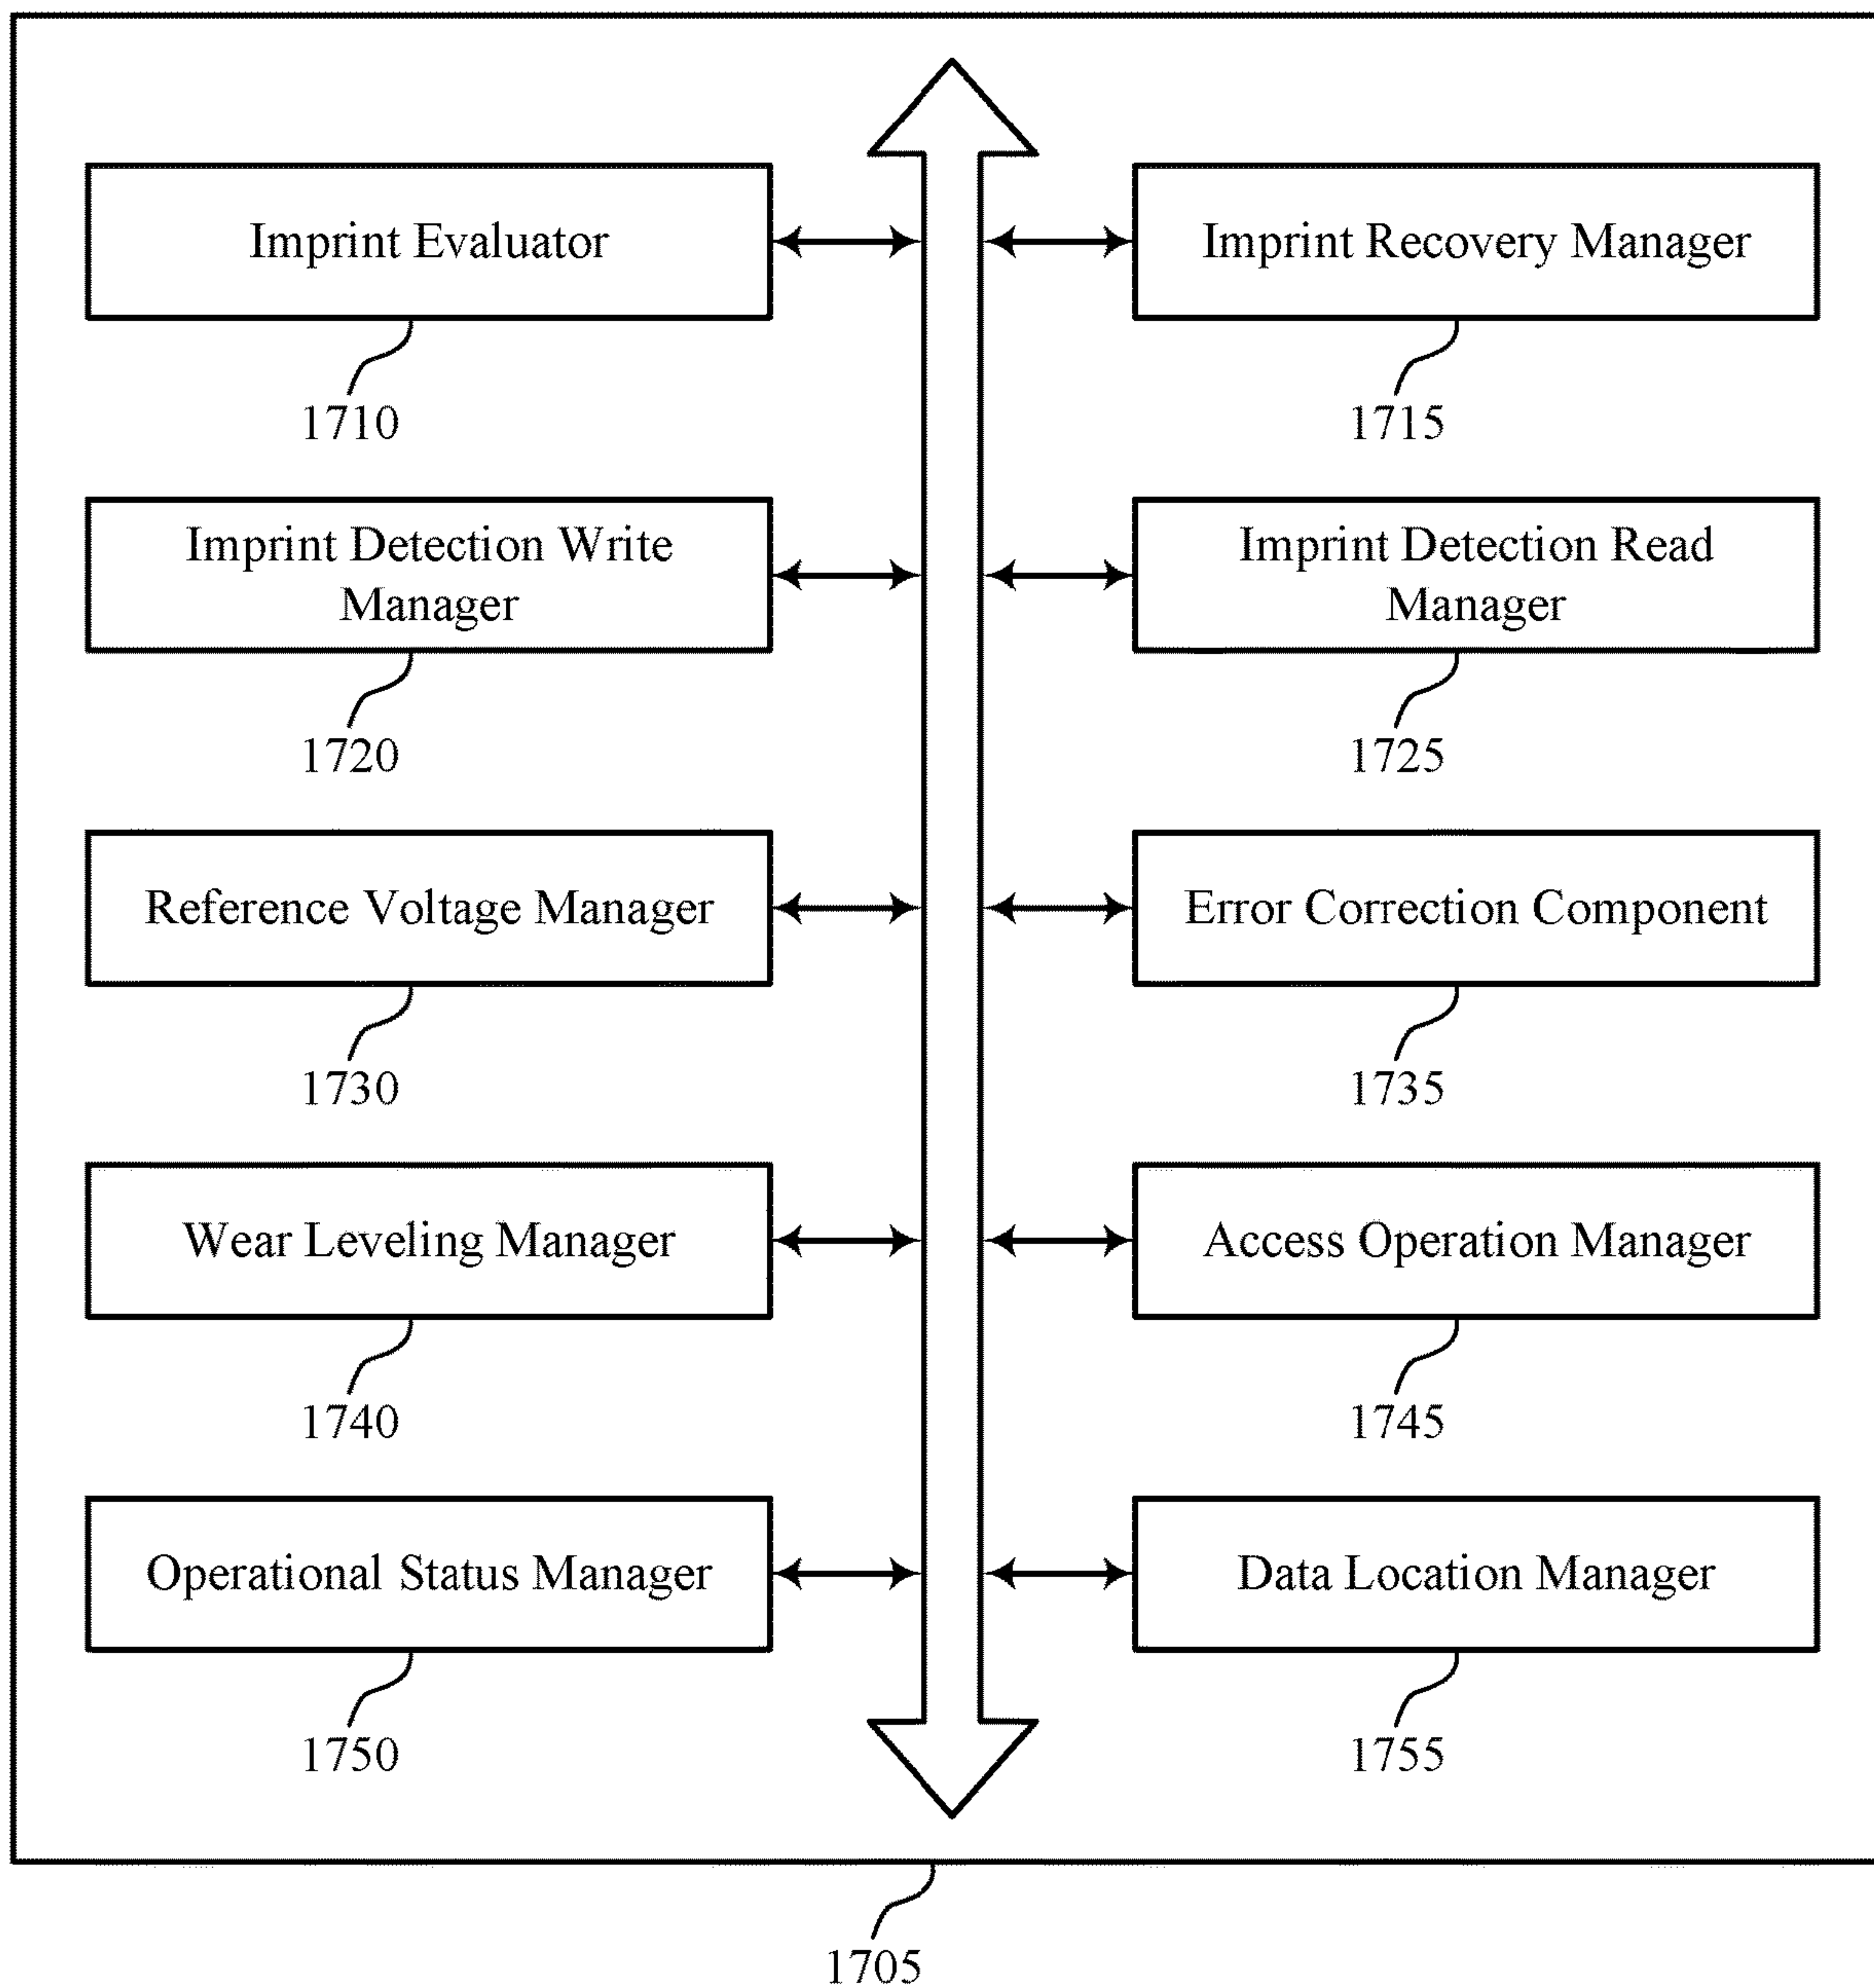 Imprint Evaluator
Imprint Recovery Manager
1710
1715
Imprint Detection Write
Manager
Imprint Detection Read
Manager
1720
1725
Reference Voltage Manager
Error Correction Component
1730
1735
Wear Leveling Manager
Access Operation Manager
1740
1745
Operational Status Manager
Data Location Manager
1750
1755
1705